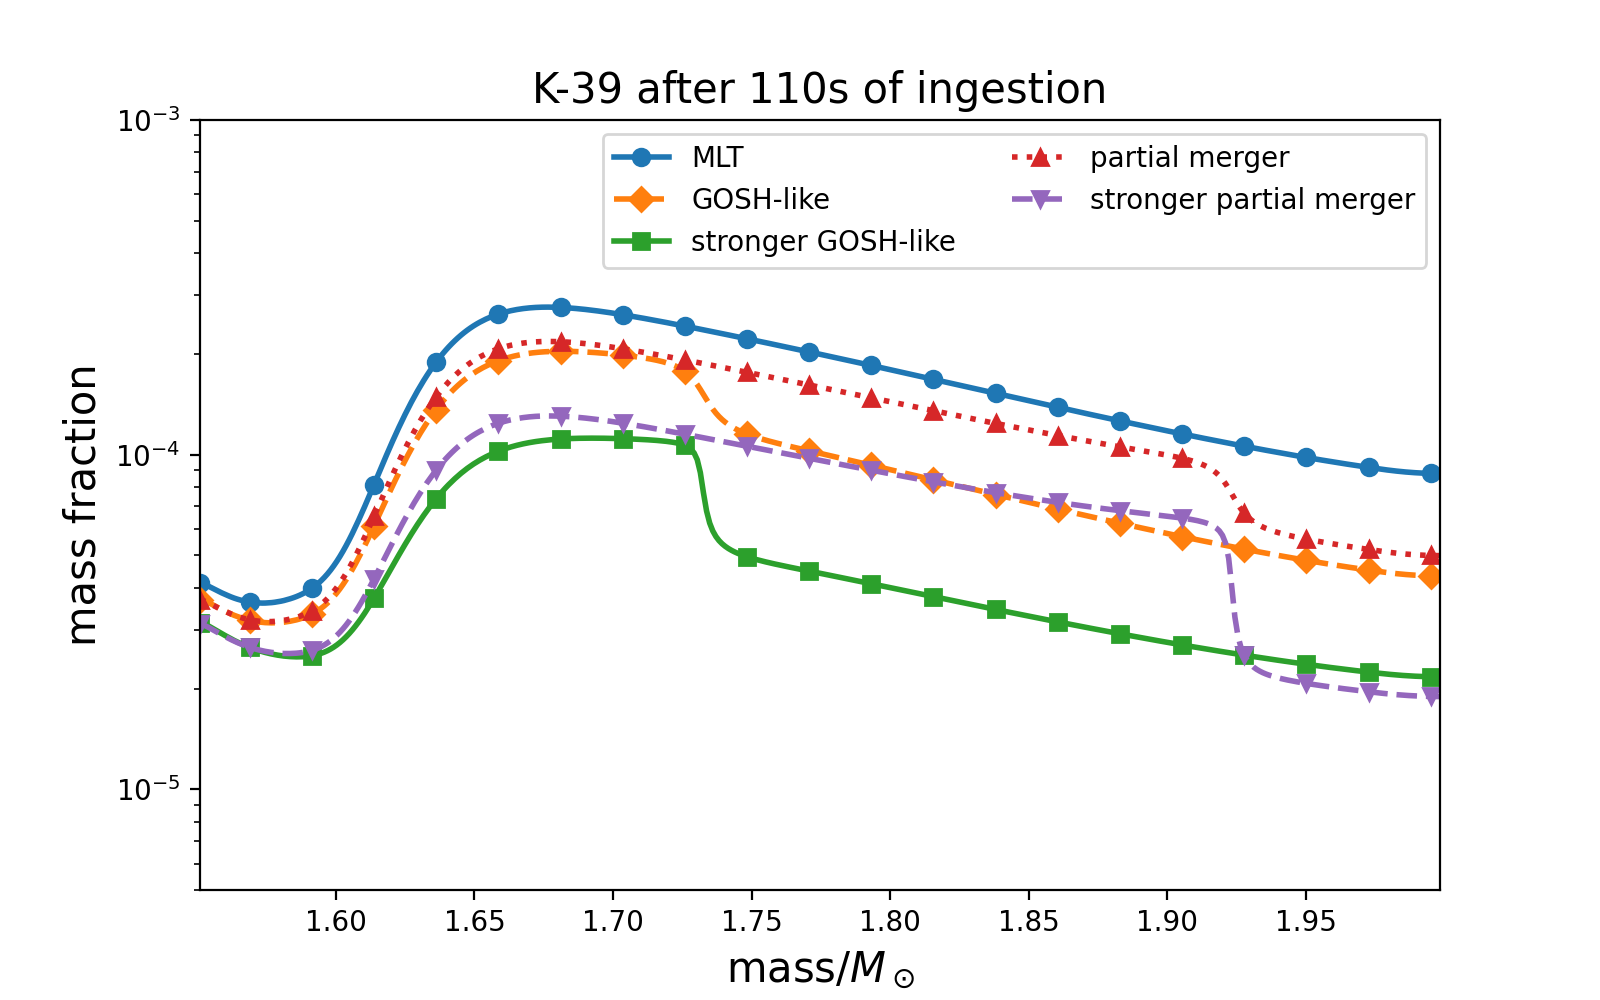 K-39 after 110s of ingestion
10⁻³
10⁻⁴
10⁻⁵
mass fraction
MLT
GOSH-like
stronger GOSH-like
partial merger
stronger partial merger
1.60 1.65 1.70 1.75 1.80 1.85 1.90 1.95
mass/M⊙